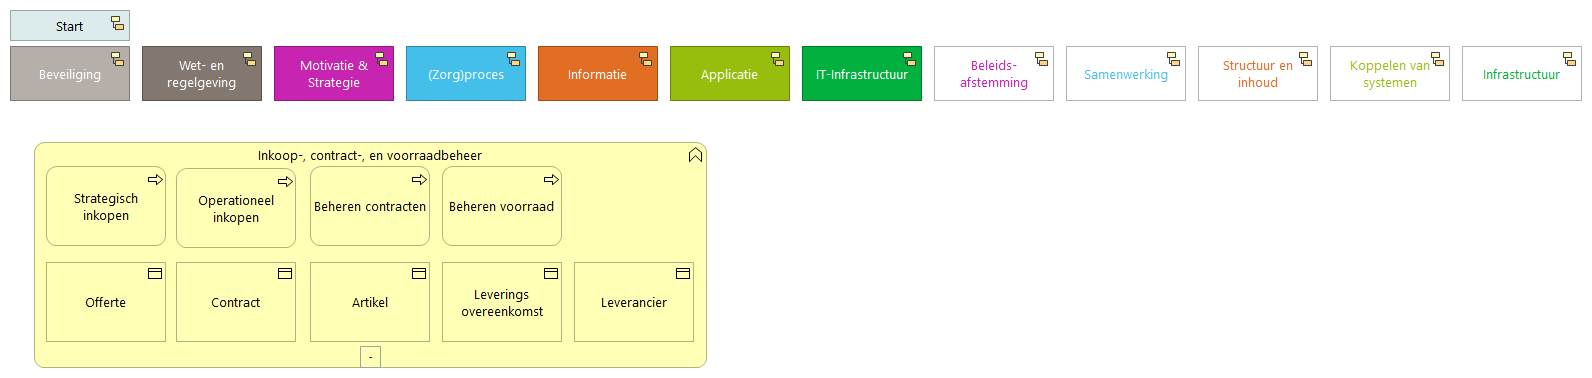 Start
Beveiliging
Wet- en
regelgeving
Motivatie &
Strategie
(Zorg)proces
Informatie
Applicatie
IT-Infrastructuur
Beleids-
afstemming
Samenwerking
Structuur en
inhoud
Koppelen van
systemen
Infrastructuur
Inkoop-, contract-, en voorraadbeheer
Strategisch
inkopen
Operationeel
inkopen
Beheren contracten
Beheren voorraad
Offerte
Contract
Artikel
Leverings
overeenkomst
Leverancier
-